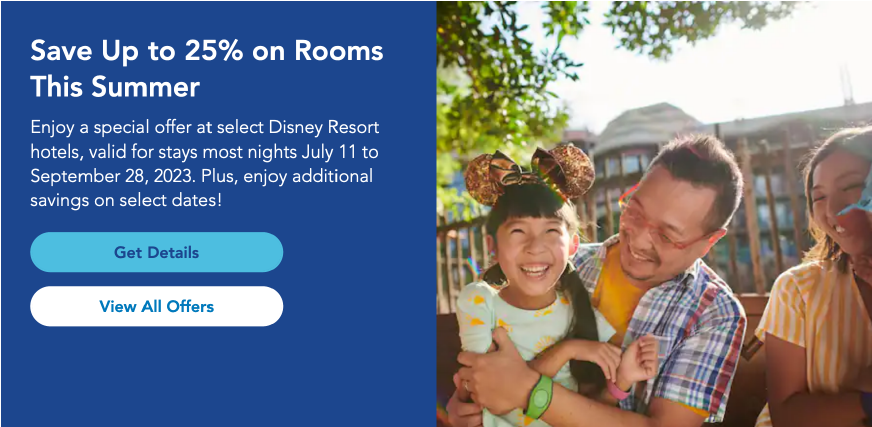 Save Up to 25% on Rooms
This Summer
Enjoy a special offer at select Disney Resort
hotels, valid for stays most nights July 11 to
September 28, 2023. Plus, enjoy additional
savings on select dates!
Get Details
View All Offers